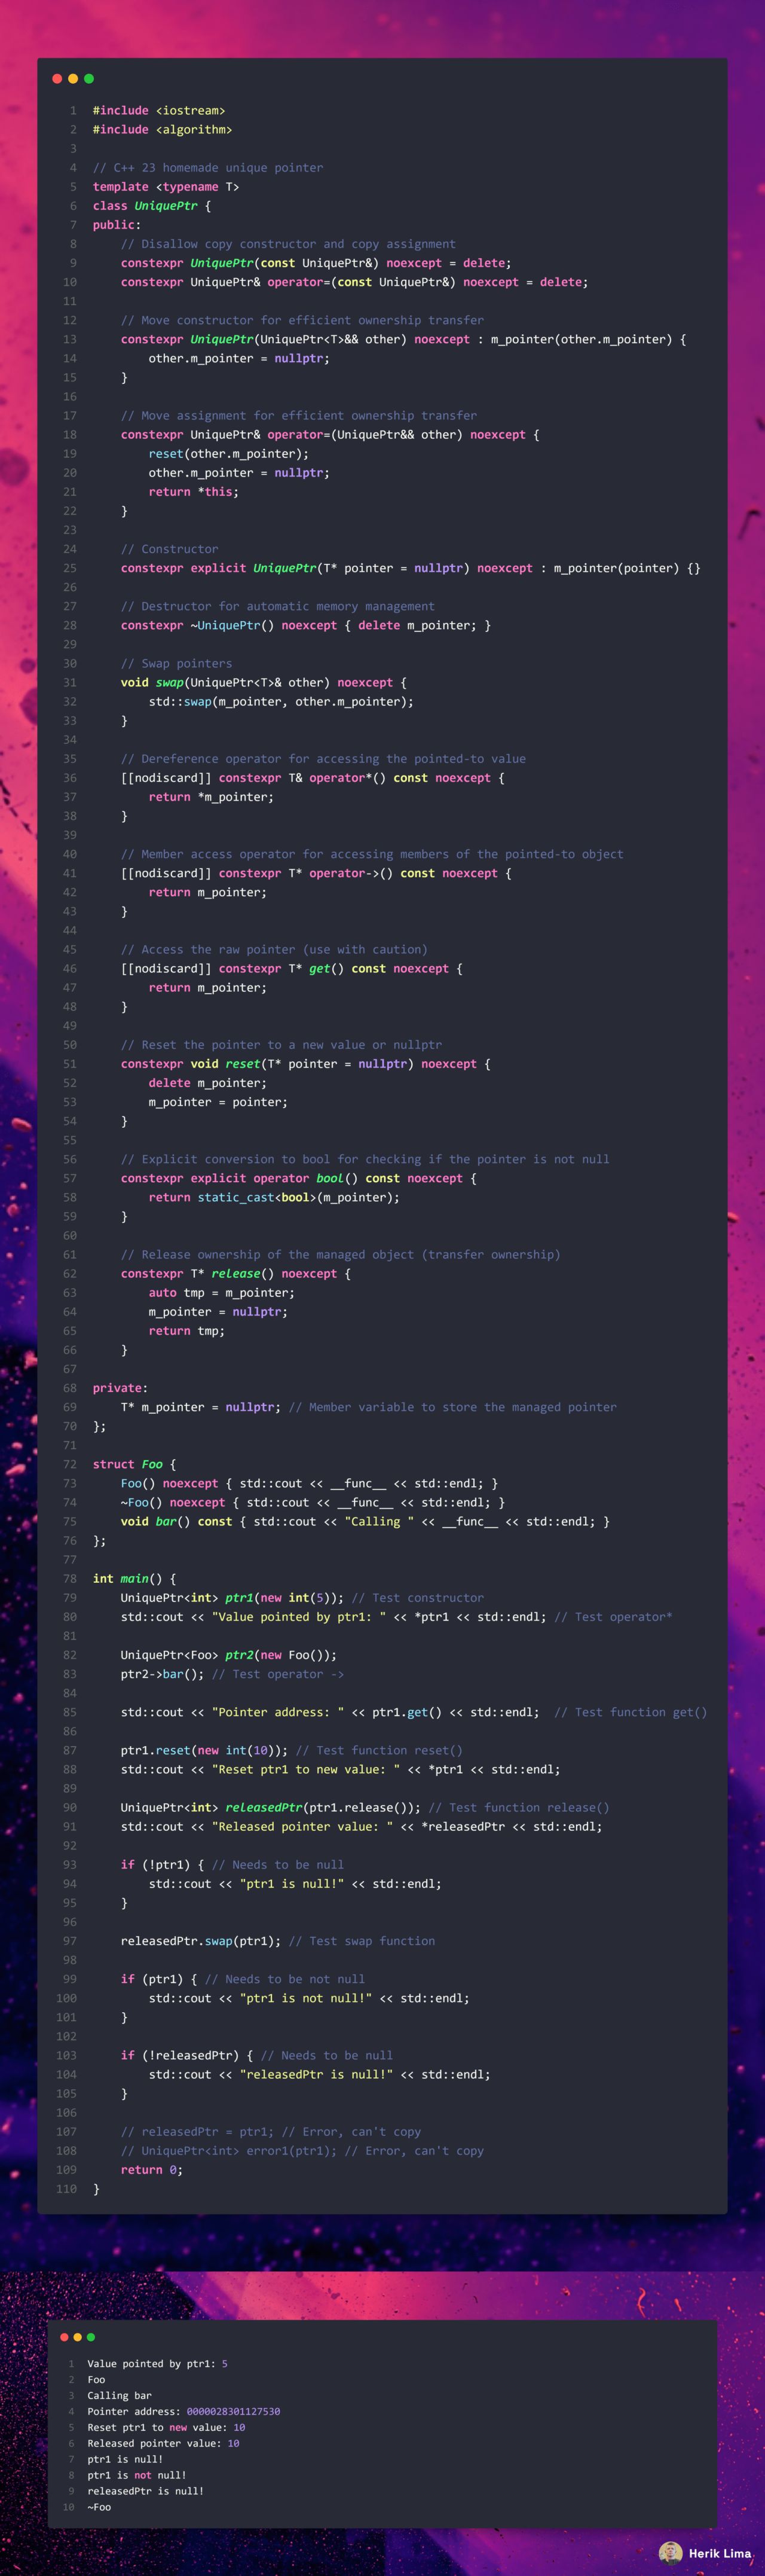 1 #include <iostream>
2 #include <algorithm>
3
4 // C++ 23 homemade unique pointer
5 template <typename T>
6 class UniquePtr {
7 public:
8     // Disallow copy constructor and copy assignment
9     constexpr UniquePtr(const UniquePtr&) noexcept = delete;
10     constexpr UniquePtr& operator=(const UniquePtr&) noexcept = delete;
11
12     // Move constructor for efficient ownership transfer
13     constexpr UniquePtr(UniquePtr<T>&& other) noexcept : m_pointer(other.m_pointer) {
14         other.m_pointer = nullptr;
15     }
16
17     // Move assignment for efficient ownership transfer
18     constexpr UniquePtr& operator=(UniquePtr&& other) noexcept {
19         reset(other.m_pointer);
20         other.m_pointer = nullptr;
21         return *this;
22     }
23
24     // Constructor
25     constexpr explicit UniquePtr(T* pointer = nullptr) noexcept : m_pointer(pointer) {}
26
27     // Destructor for automatic memory management
28     constexpr ~UniquePtr() noexcept { delete m_pointer; }
29
30     // Swap pointers
31     void swap(UniquePtr<T>& other) noexcept {
32         std::swap(m_pointer, other.m_pointer);
33     }
34
35     // Dereference operator for accessing the pointed-to value
36     [[nodiscard]] constexpr T& operator*() const noexcept {
37         return *m_pointer;
38     }
39
40     // Member access operator for accessing members of the pointed-to object
41     [[nodiscard]] constexpr T* operator->() const noexcept {
42         return m_pointer;
43     }
44
45     // Access the raw pointer (use with caution)
46     [[nodiscard]] constexpr T* get() const noexcept {
47         return m_pointer;
48     }
49
50     // Reset the pointer to a new value or nullptr
51     constexpr void reset(T* pointer = nullptr) noexcept {
52         delete m_pointer;
53         m_pointer = pointer;
54     }
55
56     // Explicit conversion to bool for checking if the pointer is not null
57     constexpr explicit operator bool() const noexcept {
58         return static_cast<bool>(m_pointer);
59     }
60
61     // Release ownership of the managed object (transfer ownership)
62     constexpr T* release() noexcept {
63         auto tmp = m_pointer;
64         m_pointer = nullptr;
65         return tmp;
66     }
67
68 private:
69     T* m_pointer = nullptr; // Member variable to store the managed pointer
70 };
71
72 struct Foo {
73     Foo() noexcept { std::cout << __func__ << std::endl; }
74     ~Foo() noexcept { std::cout << __func__ << std::endl; }
75     void bar() const { std::cout << "Calling " << __func__ << std::endl; }
76 };
77
78 int main() {
79     UniquePtr<int> ptr1(new int(5)); // Test constructor
80     std::cout << "Value pointed by ptr1: " << *ptr1 << std::endl; // Test operator*
81
82     UniquePtr<Foo> ptr2(new Foo());
83     ptr2->bar(); // Test operator ->
84
85     std::cout << "Pointer address: " << ptr1.get() << std::endl;  // Test function get()
86
87     ptr1.reset(new int(10)); // Test function reset()
88     std::cout << "Reset ptr1 to new value: " << *ptr1 << std::endl;
89
90     UniquePtr<int> releasedPtr(ptr1.release()); // Test function release()
91     std::cout << "Released pointer value: " << *releasedPtr << std::endl;
92
93     if (!ptr1) { // Needs to be null
94         std::cout << "ptr1 is null!" << std::endl;
95     }
96
97     releasedPtr.swap(ptr1); // Test swap function
98
99     if (ptr1) { // Needs to be not null
100         std::cout << "ptr1 is not null!" << std::endl;
101     }
102
103     if (!releasedPtr) { // Needs to be null
104         std::cout << "releasedPtr is null!" << std::endl;
105     }
106
107     // releasedPtr = ptr1; // Error, can't copy
108     // UniquePtr<int> error1(ptr1); // Error, can't copy
109     return 0;
110 }
1 Value pointed by ptr1: 5
2 Foo
3 Calling bar
4 Pointer address: 0000028301127530
5 Reset ptr1 to new value: 10
6 Released pointer value: 10
7 ptr1 is null!
8 ptr1 is not null!
9 releasedPtr is null!
10 ~Foo
Herik Lima